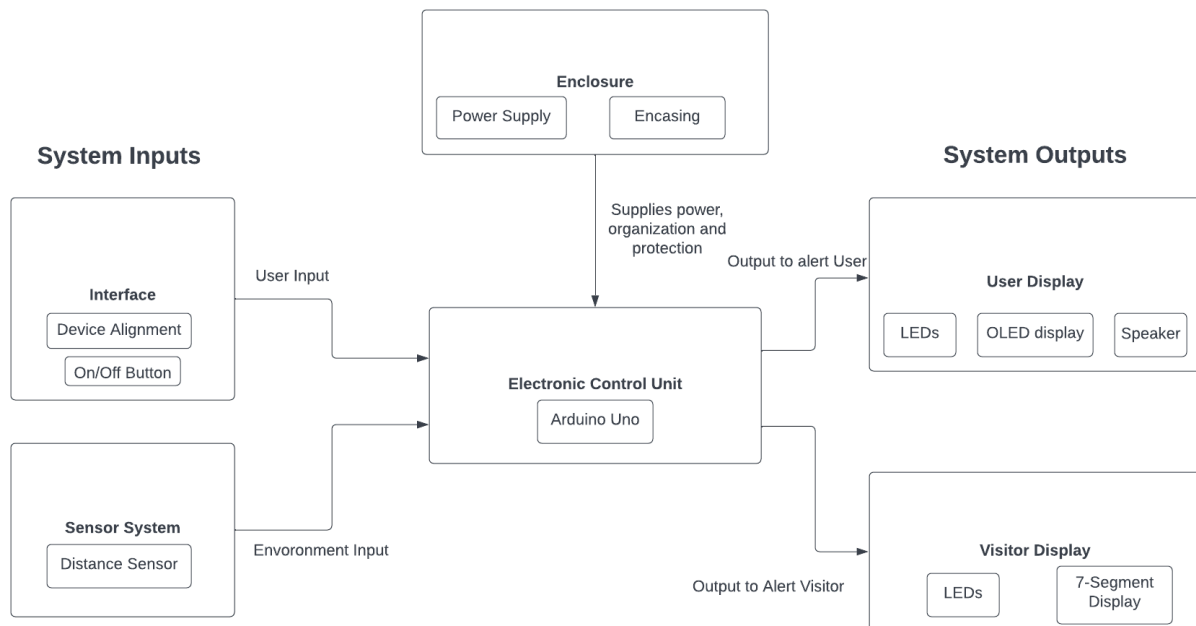 Enclosure
Power Supply
Encasing
System Inputs
System Outputs
Supplies power,
organization and
protection
Output to alert User
User Input
Interface
Device Alignment
On/Off Button
User Display
LEDs
OLED display
Speaker
Electronic Control Unit
Arduino Uno
Sensor System
Distance Sensor
Envoronment Input
Output to Alert Visitor
Visitor Display
LEDs
7-Segment
Display